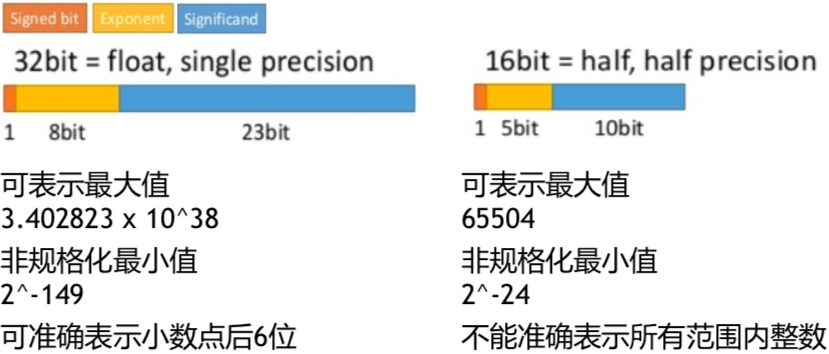 Signed bit Exponent Significand
32bit = float, single precision
1 8bit 23bit
可表示最大值
3.402823 x 10^38
非规格化最小值
2^-149
可准确表示小数点后6位
16bit = half, half precision
1 5bit 10bit
可表示最大值
65504
非规格化最小值
2^-24
不能准确表示所有范围内整数